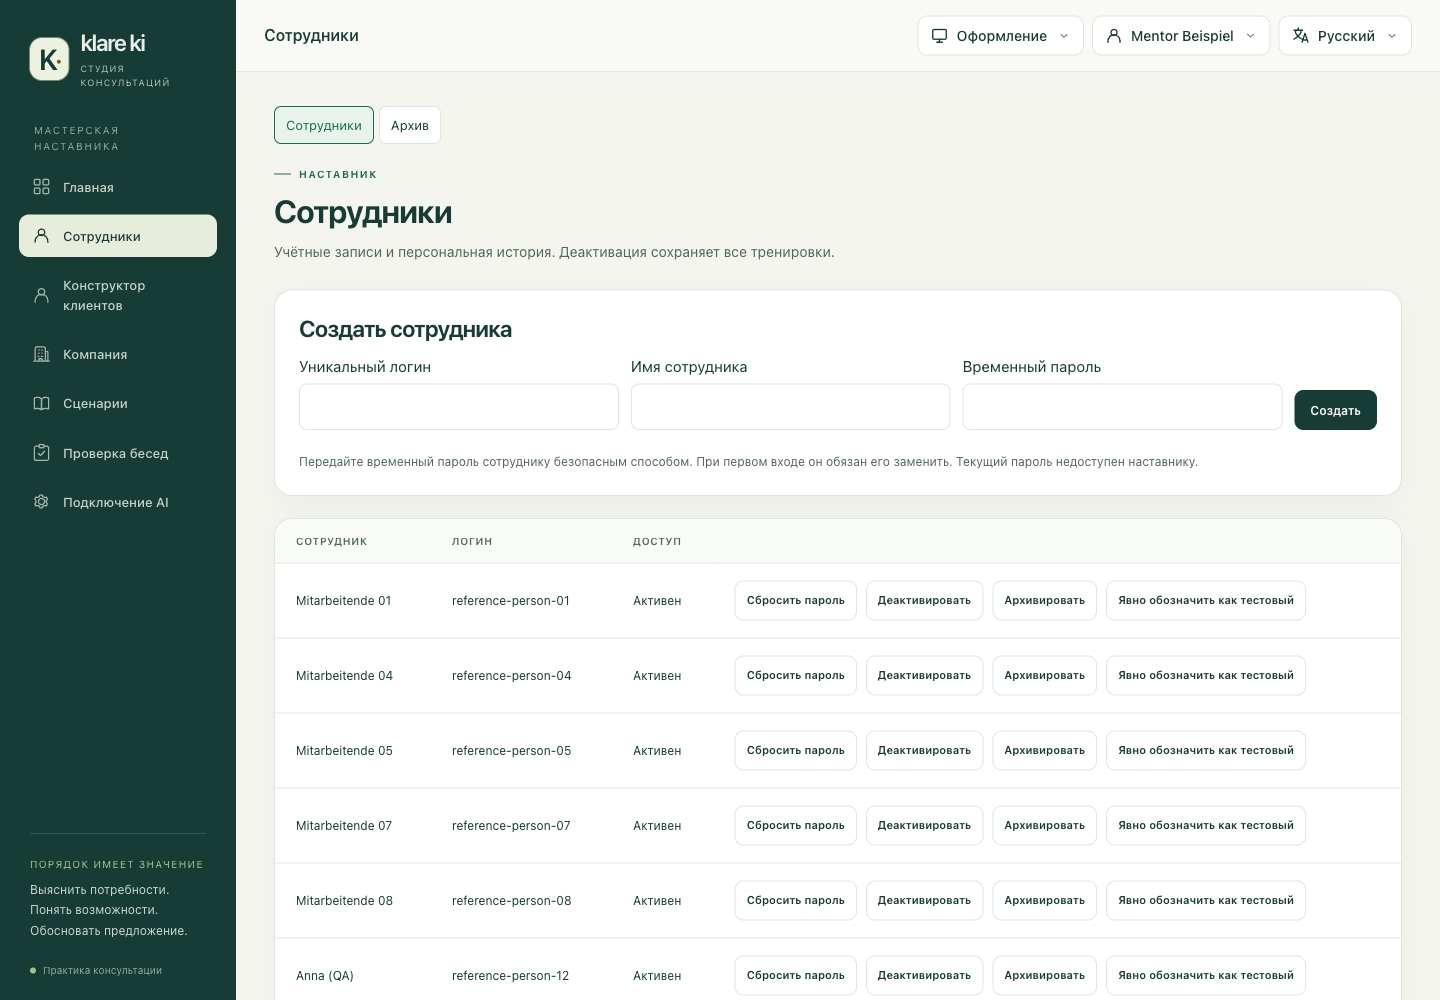 klare ki
СТУДИЯ
КОНСУЛЬТАЦИЙ
K
МАСТЕРСКАЯ
НАСТАВНИКА
Главная
Сотрудники
Конструктор
клиентов
Компания
Сценарии
Проверка бесед
Подключение AI
ПОРЯДОК ИМЕЕТ ЗНАЧЕНИЕ
Выяснить потребности.
Понять возможности.
Обосновать предложение.
Практика консультации
Сотрудники
Оформление
Mentor Beispiel
Русский
Сотрудники
Архив
НАСТАВНИК
Сотрудники
Учётные записи и персональная история. Деактивация сохраняет все тренировки.
Создать сотрудника
Уникальный логин
Имя сотрудника
Временный пароль
Создать
Передайте временный пароль сотруднику безопасным способом. При первом входе он обязан его заменить. Текущий пароль недоступен наставнику.
СОТРУДНИК ЛОГИН ДОСТУП
Mitarbeitende 01 reference-person-01 Активен Сбросить пароль Деактивировать Архивировать Явно обозначить как тестовый
Mitarbeitende 04 reference-person-04 Активен Сбросить пароль Деактивировать Архивировать Явно обозначить как тестовый
Mitarbeitende 05 reference-person-05 Активен Сбросить пароль Деактивировать Архивировать Явно обозначить как тестовый
Mitarbeitende 07 reference-person-07 Активен Сбросить пароль Деактивировать Архивировать Явно обозначить как тестовый
Mitarbeitende 08 reference-person-08 Активен Сбросить пароль Деактивировать Архивировать Явно обозначить как тестовый
Anna (QA) reference-person-12 Активен Сбросить пароль Деактивировать Архивировать Явно обозначить как тестовый